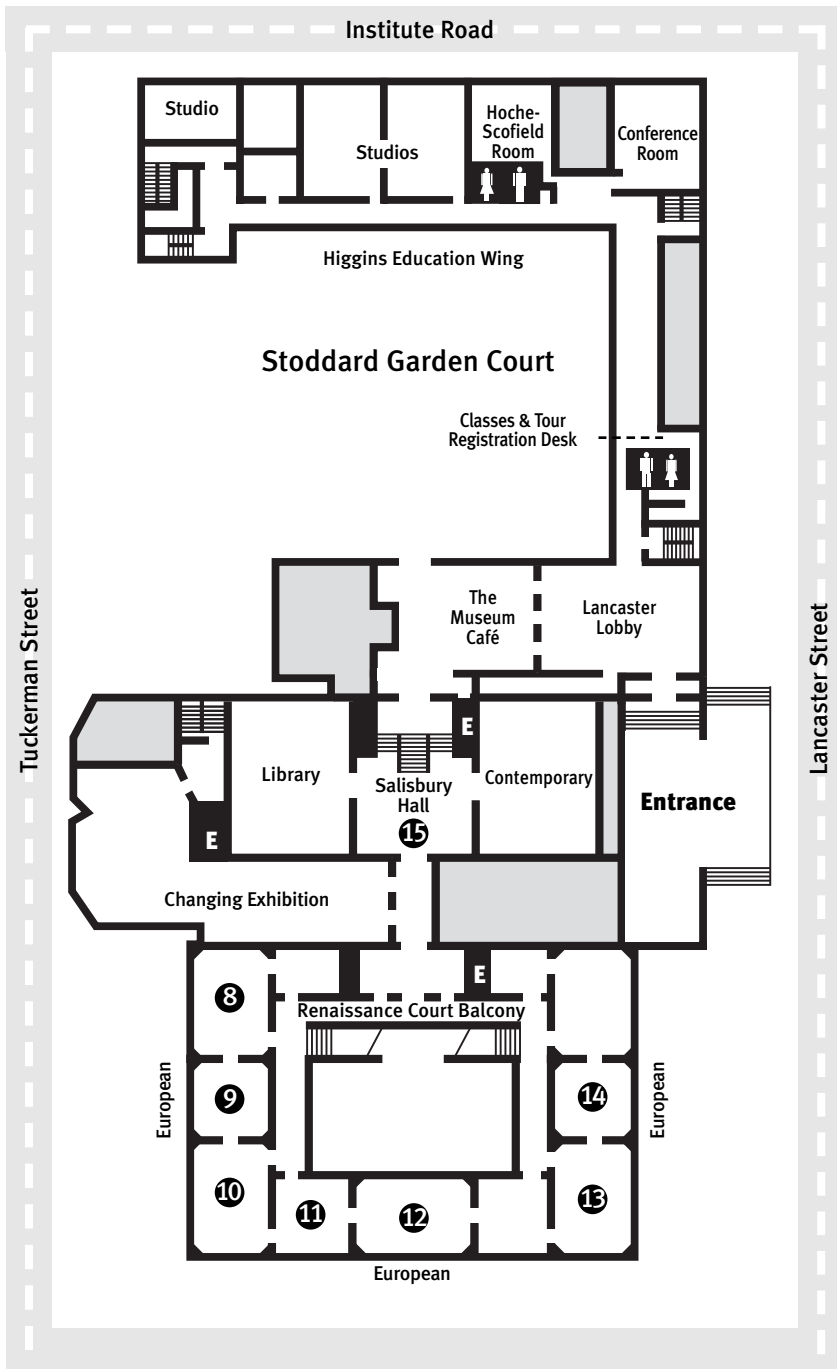 Institute Road
Studio
Studios
Hoche-
Scofield
Room
Conference
Room
Higgins Education Wing
Stoddard Garden Court
Classes & Tour
Registration Desk
Tuckerman Street
Lancaster Street
The
Museum
Café
Lancaster
Lobby
E
Library
Salisbury
Hall
15
Contemporary
Entrance
E
Changing Exhibition
8
E
Renaissance Court Balcony
European
9
14
European
10
11
12
13
European